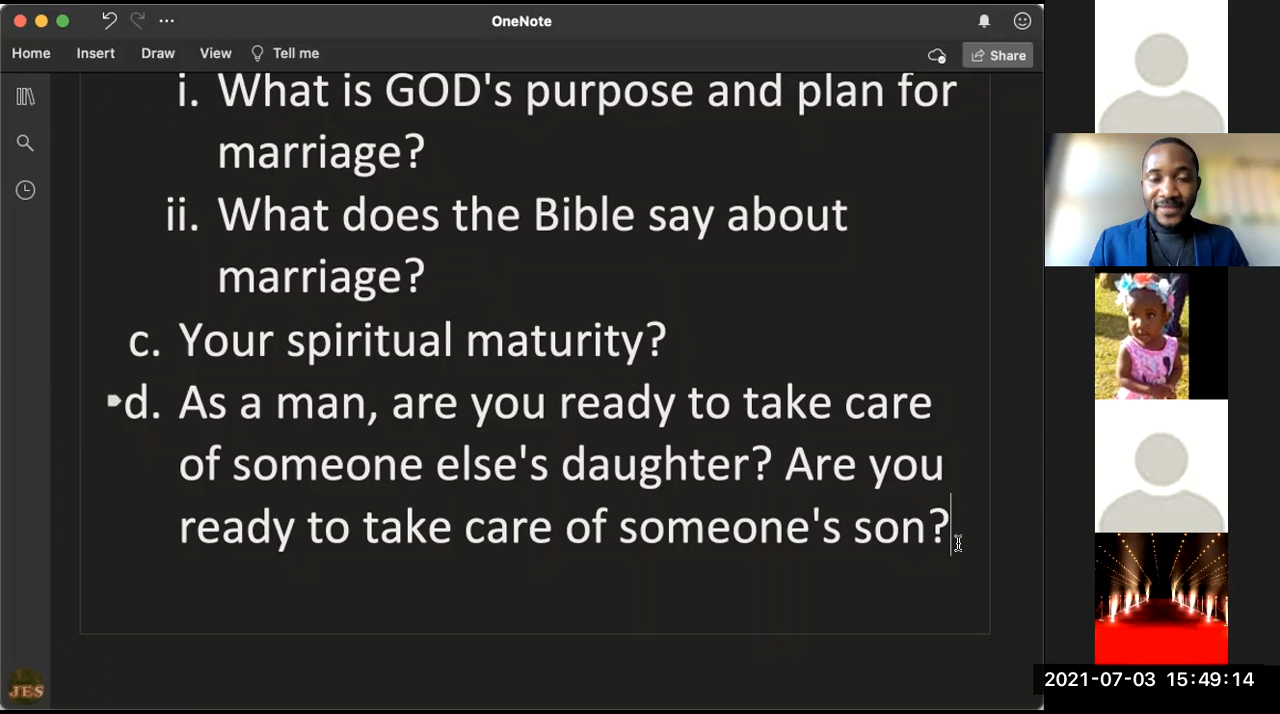 OneNote
Home Insert Draw View Tell me Share
i. What is GOD's purpose and plan for
marriage?
ii. What does the Bible say about
marriage?
c. Your spiritual maturity?
d. As a man, are you ready to take care
of someone else's daughter? Are you
ready to take care of someone's son?
JES
2021-07-03 15:49:14